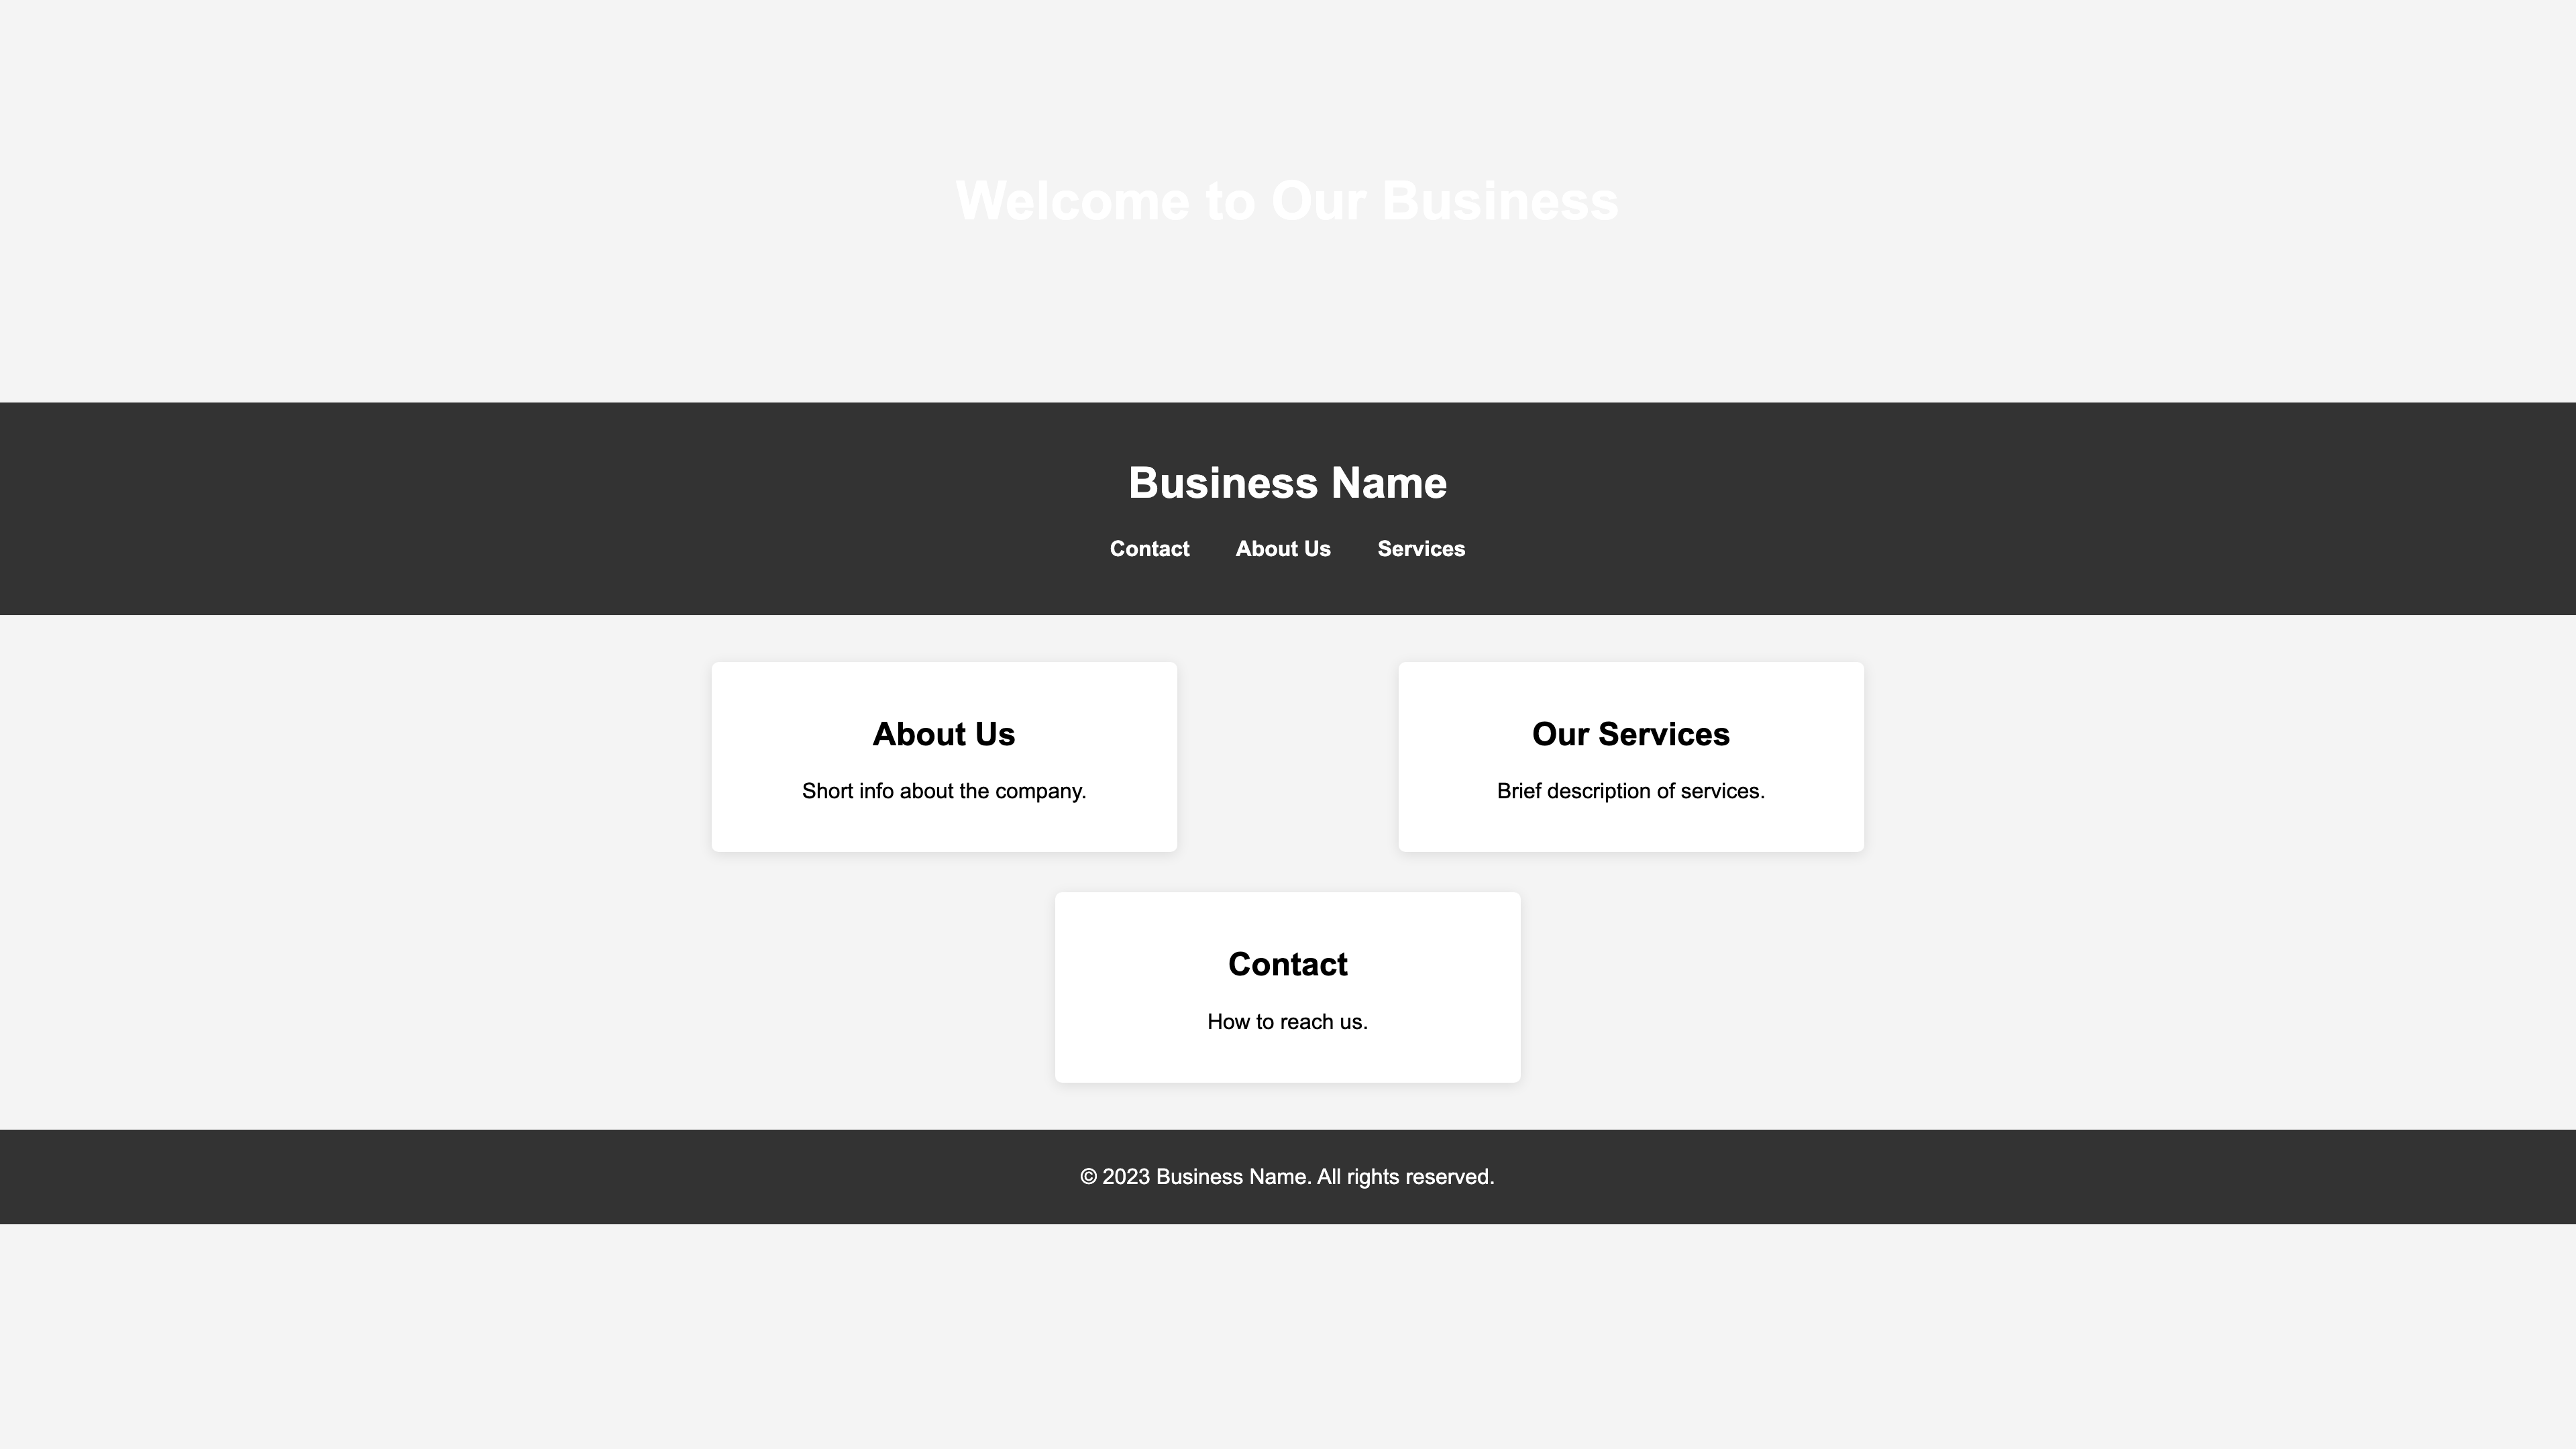 Welcome to Our Business
Business Name
Contact About Us Services
About Us
Short info about the company.
Our Services
Brief description of services.
Contact
How to reach us.
© 2023 Business Name. All rights reserved.